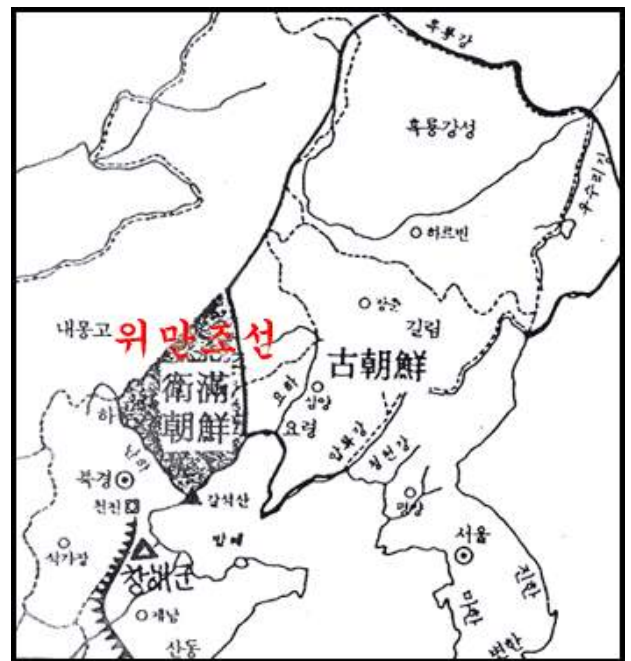 흑룡강
흑룡강성
우수리강
하르빈
장춘
길림
내몽고
위만조선
衛滿
朝鮮
古朝鮮
요하
심양
요령
압록강
청천강
난하
하
북경
갈석산
천진
평양
발해
서울
석가장
창해군
진한
제남
마한
산동
변한